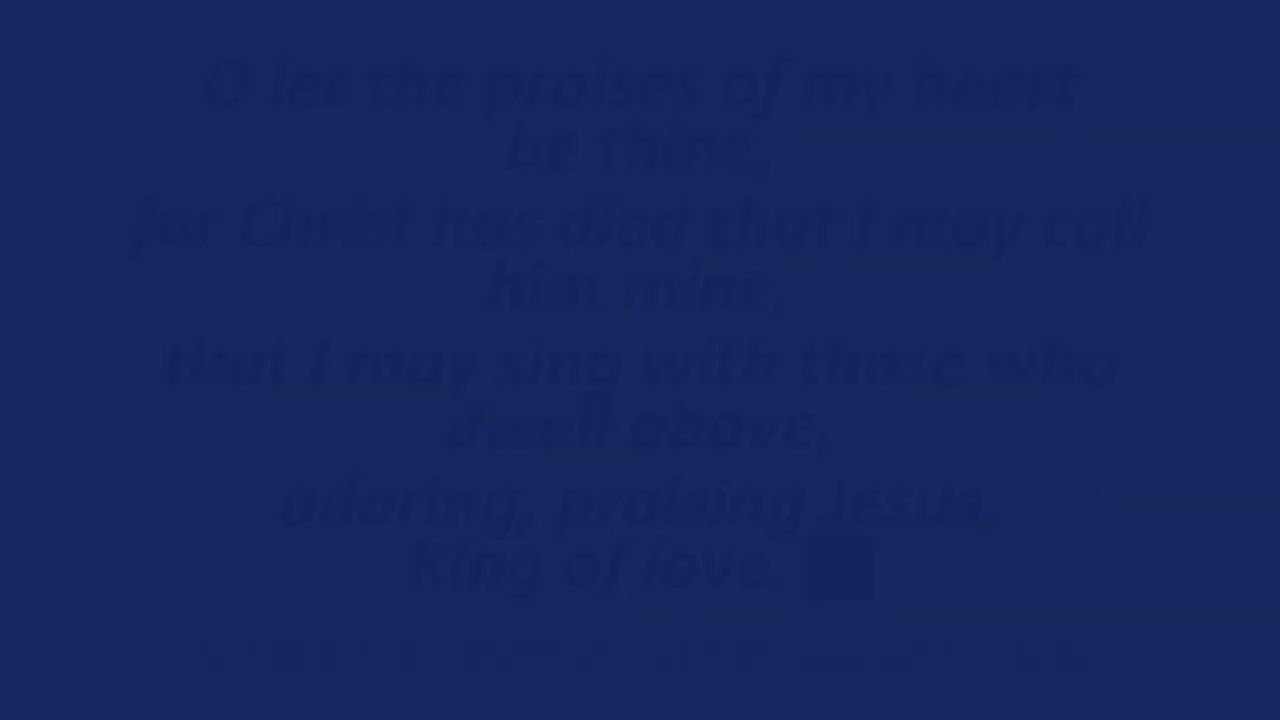 O let the praises of my heart
be thine,
for Christ has died that I may call
him mine,
that I may sing with those who
dwell above,
adoring, praising Jesus,
King of love.